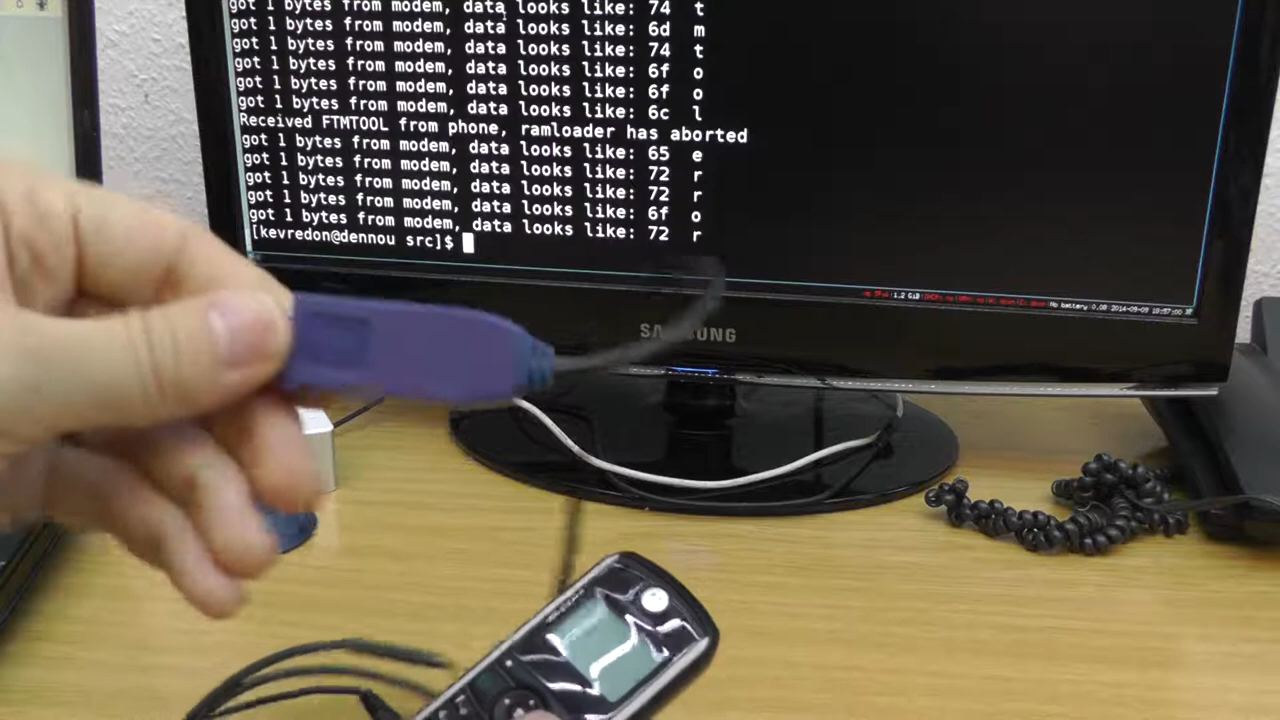 got 1 bytes from modem, data looks like: 74 t
got 1 bytes from modem, data looks like: 6d m
got 1 bytes from modem, data looks like: 74 t
got 1 bytes from modem, data looks like: 6f o
got 1 bytes from modem, data looks like: 6f o
got 1 bytes from modem, data looks like: 6c l
Received FTMTOOL from phone, ramloader has aborted
got 1 bytes from modem, data looks like: 65 e
got 1 bytes from modem, data looks like: 72 r
got 1 bytes from modem, data looks like: 72 r
got 1 bytes from modem, data looks like: 6f o
got 1 bytes from modem, data looks like: 72 r
[kevredon@dennou src]$
1.2 GiB
No battery
SAMSUNG